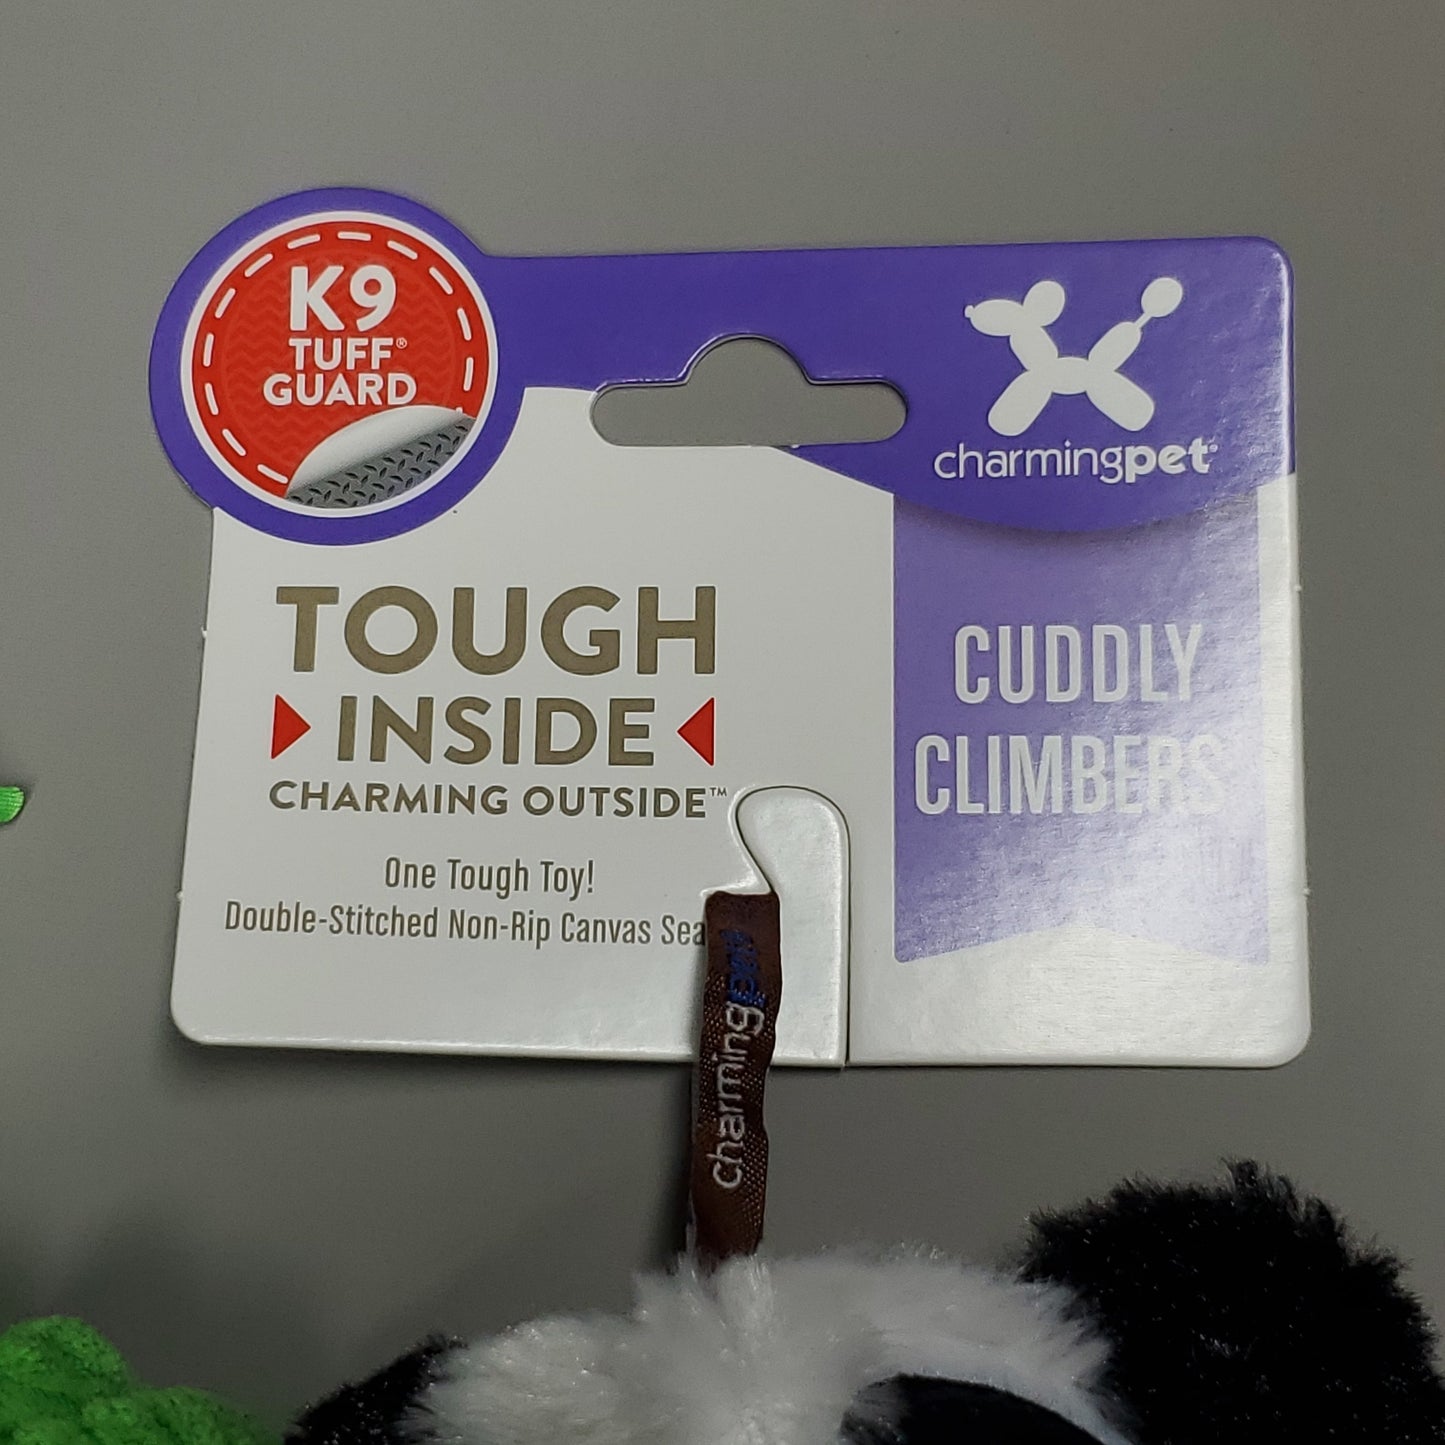 K9
TUFF®
GUARD
charmingpet®
TOUGH
INSIDE
CHARMING OUTSIDE™
One Tough Toy!
Double-Stitched Non-Rip Canvas
CUDDLY
CLIMBERS
charmingpet